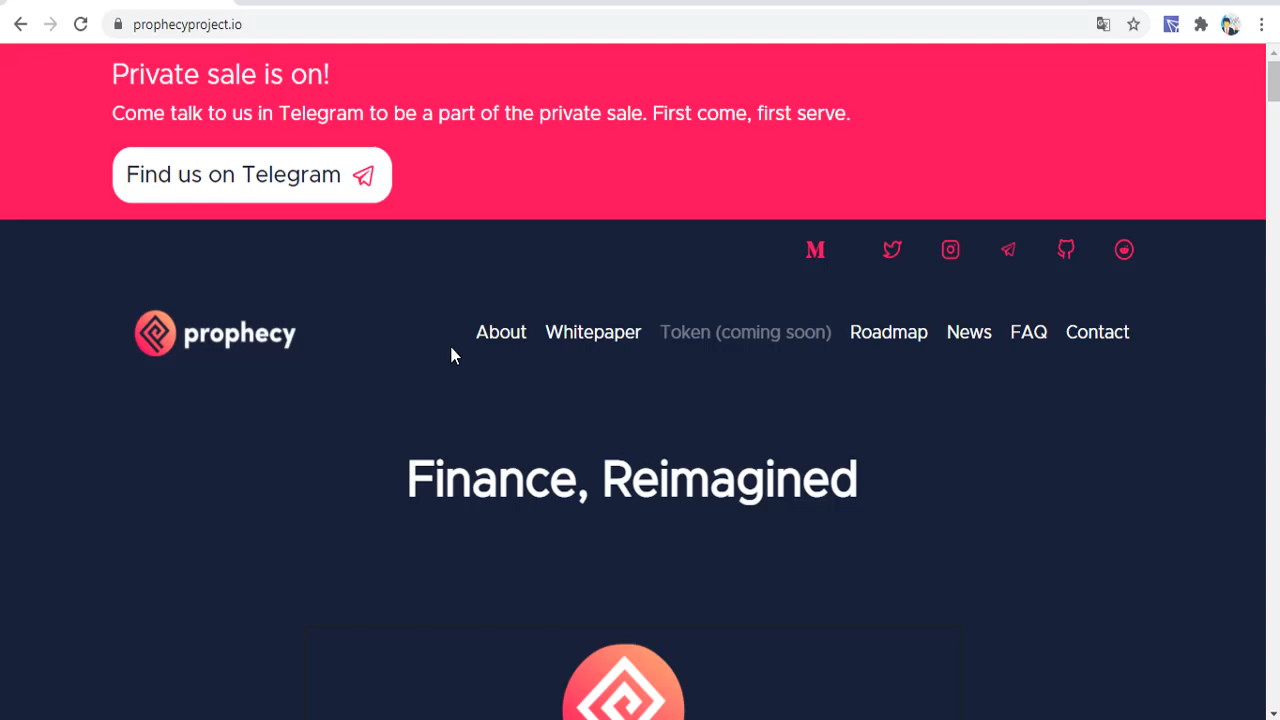 prophecyproject.io
Private sale is on!
Come talk to us in Telegram to be a part of the private sale. First come, first serve.
Find us on Telegram
M
prophecy
About Whitepaper Token (coming soon) Roadmap News FAQ Contact
Finance, Reimagined